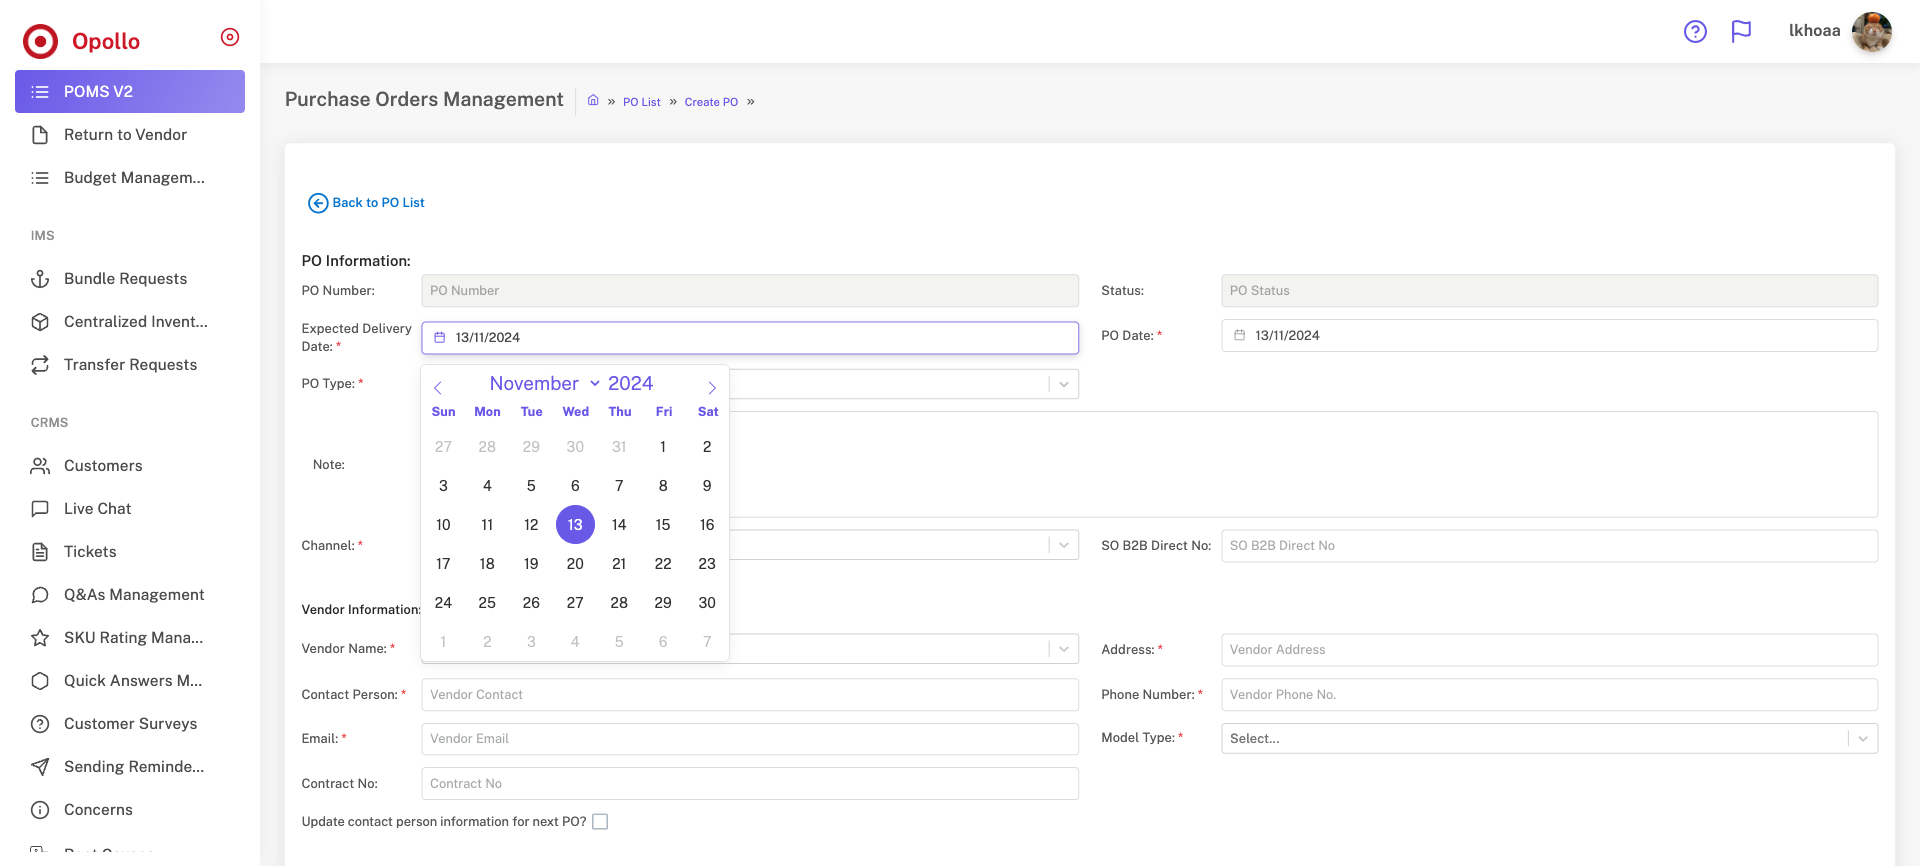 Opollo
POMS V2
Return to Vendor
Budget Managem...
IMS
Bundle Requests
Centralized Invent...
Transfer Requests
CRMS
Customers
Live Chat
Tickets
Q&As Management
SKU Rating Mana...
Quick Answers M...
Customer Surveys
Sending Reminde...
Concerns
lkhoaa
Purchase Orders Management » PO List » Create PO »
Back to PO List
PO Information:
PO Number: PO Number Status: PO Status
Expected Delivery Date: * 13/11/2024 PO Date: * 13/11/2024
PO Type: *
November 2024
Sun Mon Tue Wed Thu Fri Sat
27 28 29 30 31 1 2
3 4 5 6 7 8 9
10 11 12 13 14 15 16
17 18 19 20 21 22 23
24 25 26 27 28 29 30
1 2 3 4 5 6 7
Note:
Channel: * SO B2B Direct No: SO B2B Direct No
Vendor Information:
Vendor Name: * Address: * Vendor Address
Contact Person: * Vendor Contact Phone Number: * Vendor Phone No.
Email: * Vendor Email Model Type: * Select...
Contract No: Contract No
Update contact person information for next PO?